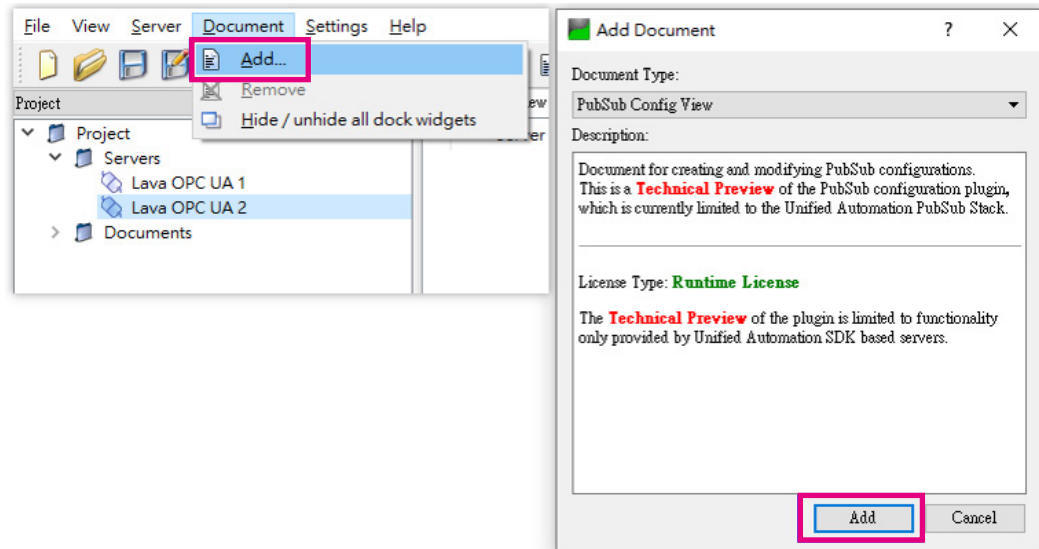 File View Server Document Settings Help
Add...
Remove
Hide / unhide all dock widgets
Project
Project
Servers
Lava OPC UA 1
Lava OPC UA 2
Documents
Add Document
? ×
Document Type:
PubSub Config View
Description:
Document for creating and modifying PubSub configurations.
This is a Technical Preview of the PubSub configuration plugin,
which is currently limited to the Unified Automation PubSub Stack.
License Type: Runtime License
The Technical Preview of the plugin is limited to functionality
only provided by Unified Automation SDK based servers.
Add Cancel